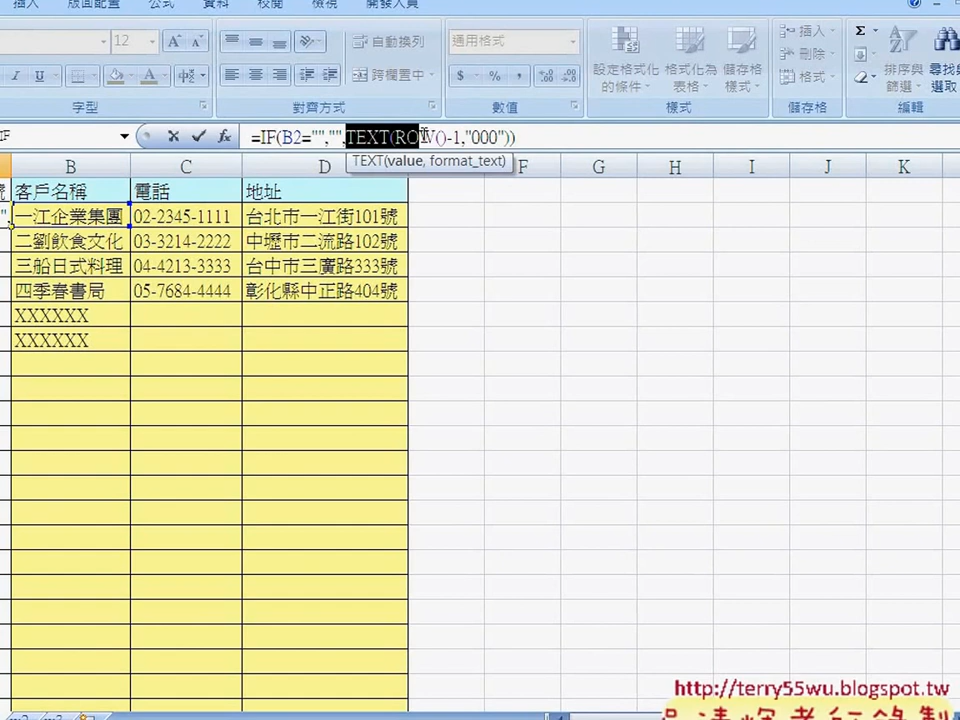 插入 版面配置 公式 資料 校閱 檢視 開發人員
12 A A 自動換列 通用格式 設定格式化的條件 格式化為表格 儲存格樣式 插入 Σ 排序與篩選 尋找與選取
I U A 中 跨欄置中 $ % , .0 .00 刪除
格式
字型 對齊方式 數值 樣式 儲存格 編輯
IF fx =IF(B2="","",TEXT(ROW()-1,"000"))
TEXT(value, format_text)
B C D F G H I J K
號 客戶名稱 電話 地址
", 一江企業集團 02-2345-1111 台北市一江街101號
二劉飲食文化 03-3214-2222 中壢市二流路102號
三船日式料理 04-4213-3333 台中市三廣路333號
四季春書局 05-7684-4444 彰化縣中正路404號
XXXXXX
XXXXXX
http://terry55wu.blogspot.tw